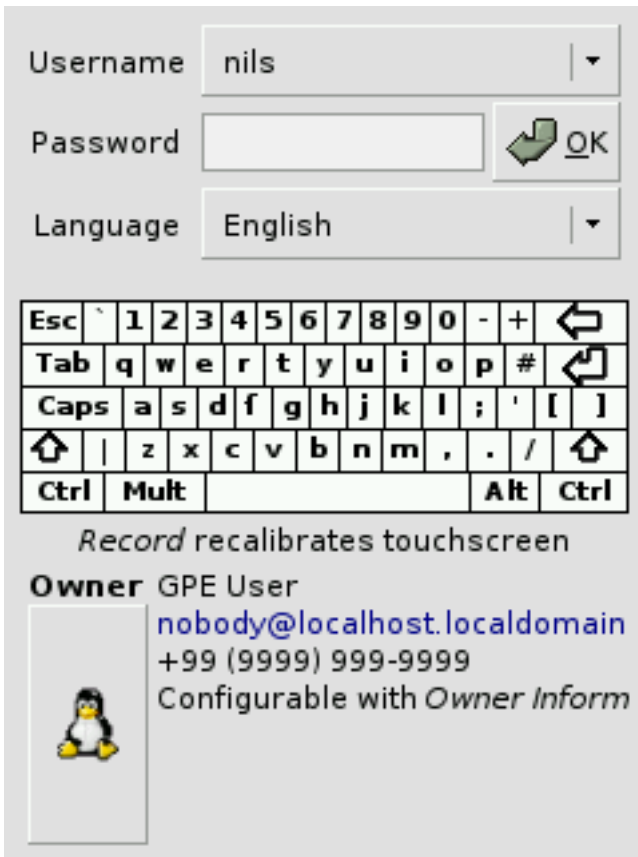 Username nils
Password OK
Language English
Esc ` 1 2 3 4 5 6 7 8 9 0 - +
Tab q w e r t y u i o p #
Caps a s d f g h j k l ; ' [ ]
| z x c v b n m , . /
Ctrl Mult Alt Ctrl
Record recalibrates touchscreen
Owner GPE User
nobody@localhost.localdomain
+99 (9999) 999-9999
Configurable with Owner Inform